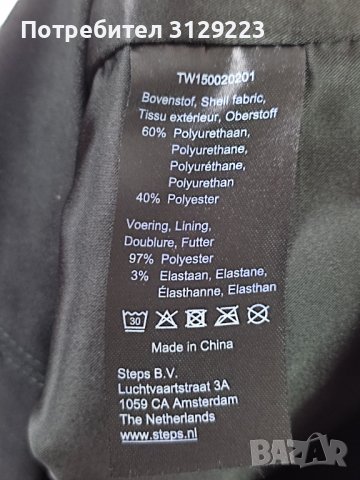 Потребител 3129932
TW150020201
Bovenstof, Shell fabric,
Tissu extérieur, Oberstoff
60% Polyurethaan,
Polyurethane,
Polyuréthane,
Polyurethan
40% Polyester
Voering, Lining,
Doublure, Futter
97% Polyester
3% Elastaan, Elastane,
Élasthanne, Elasthan
30
Made in China
Steps B.V.
Luchtvaartstraat 3A
1059 CA Amsterdam
The Netherlands
www.steps.nl
BAZAR